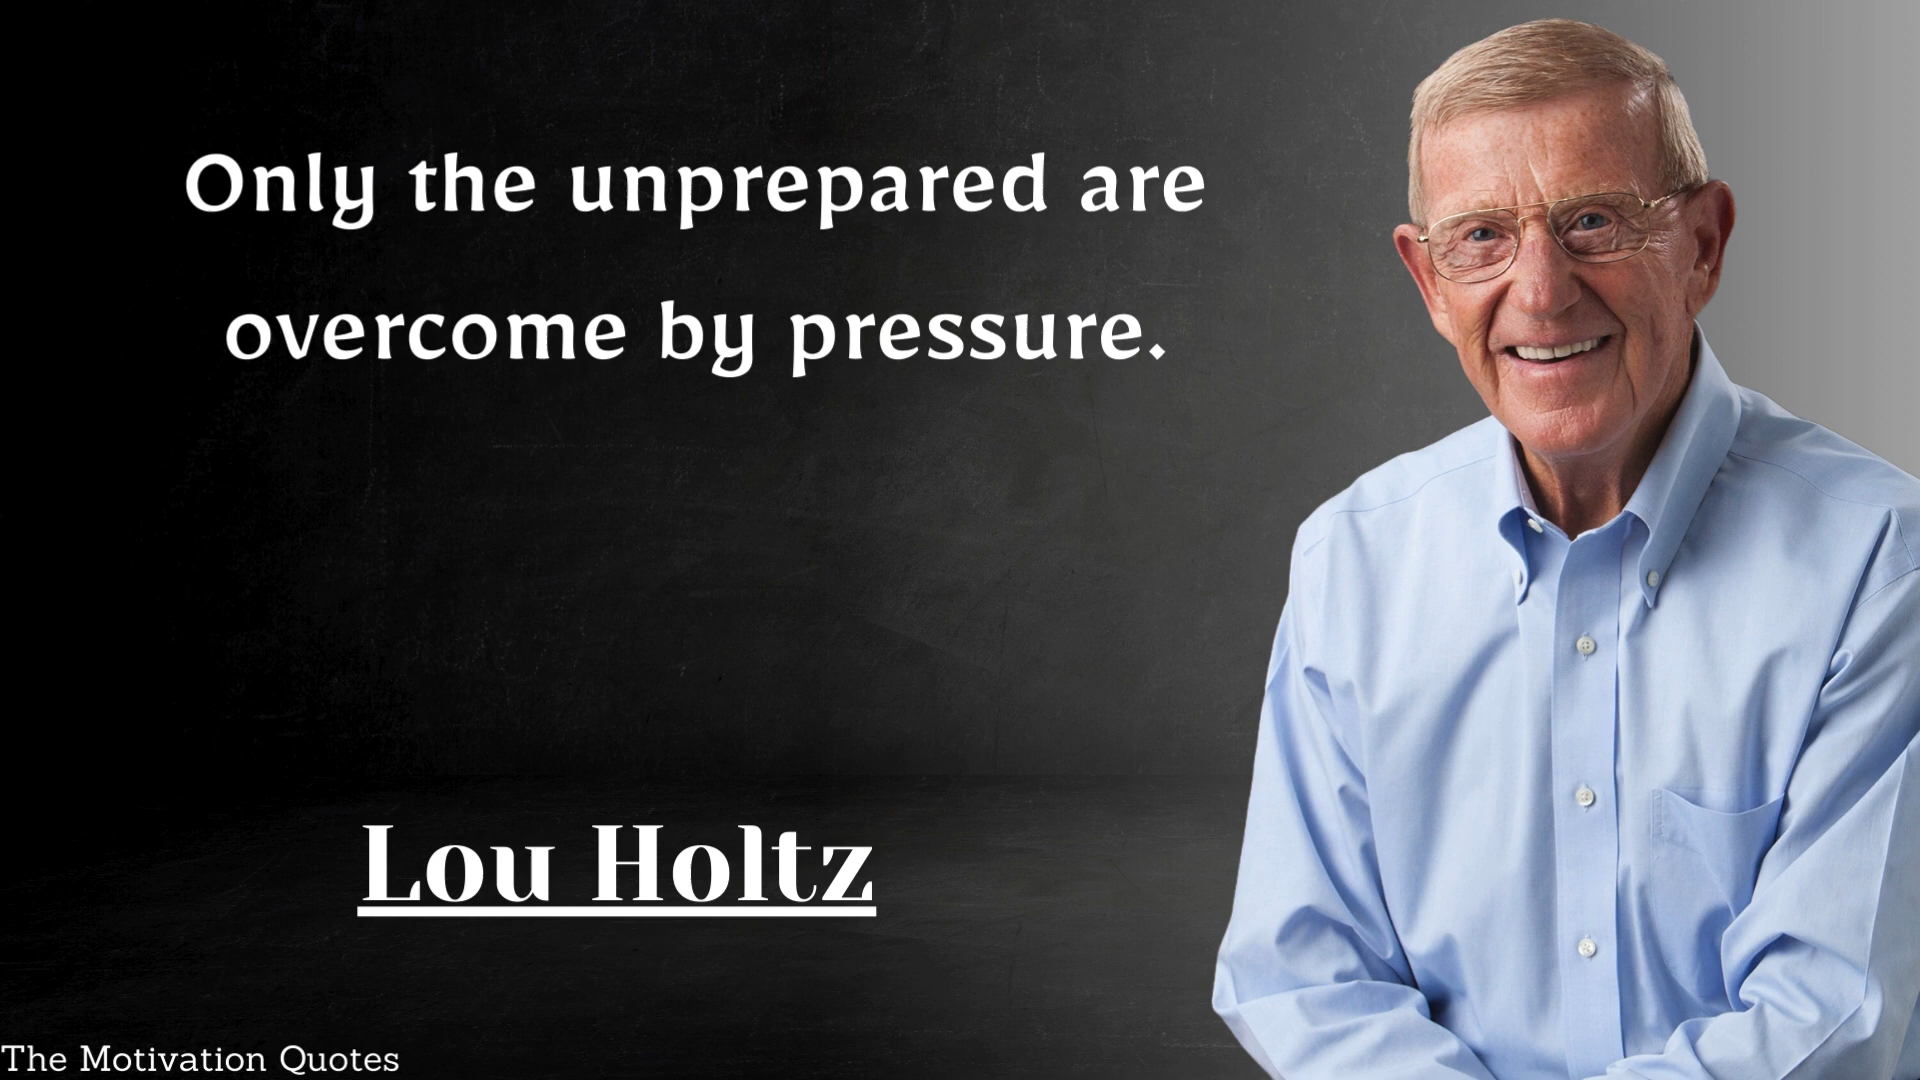 Only the unprepared are
overcome by pressure.
Lou Holtz
The Motivation Quotes